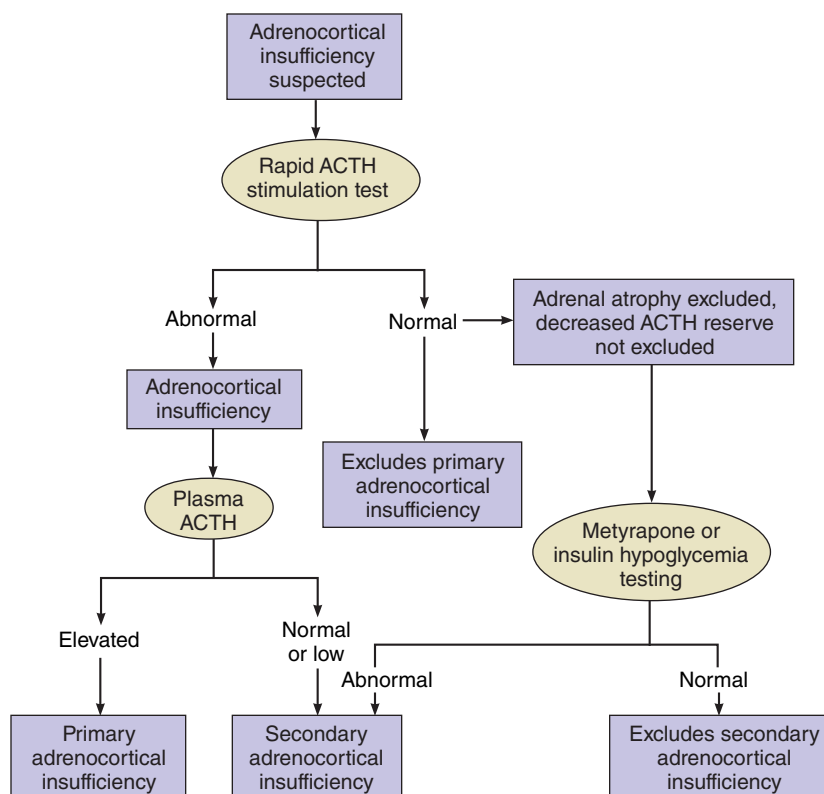 Adrenocortical
insufficiency
suspected
Rapid ACTH
stimulation test
Abnormal
Normal
Adrenal atrophy excluded,
decreased ACTH reserve
not excluded
Adrenocortical
insufficiency
Excludes primary
adrenocortical
insufficiency
Plasma
ACTH
Metyrapone or
insulin hypoglycemia
testing
Elevated
Normal
or low
Abnormal
Normal
Primary
adrenocortical
insufficiency
Secondary
adrenocortical
insufficiency
Excludes secondary
adrenocortical
insufficiency